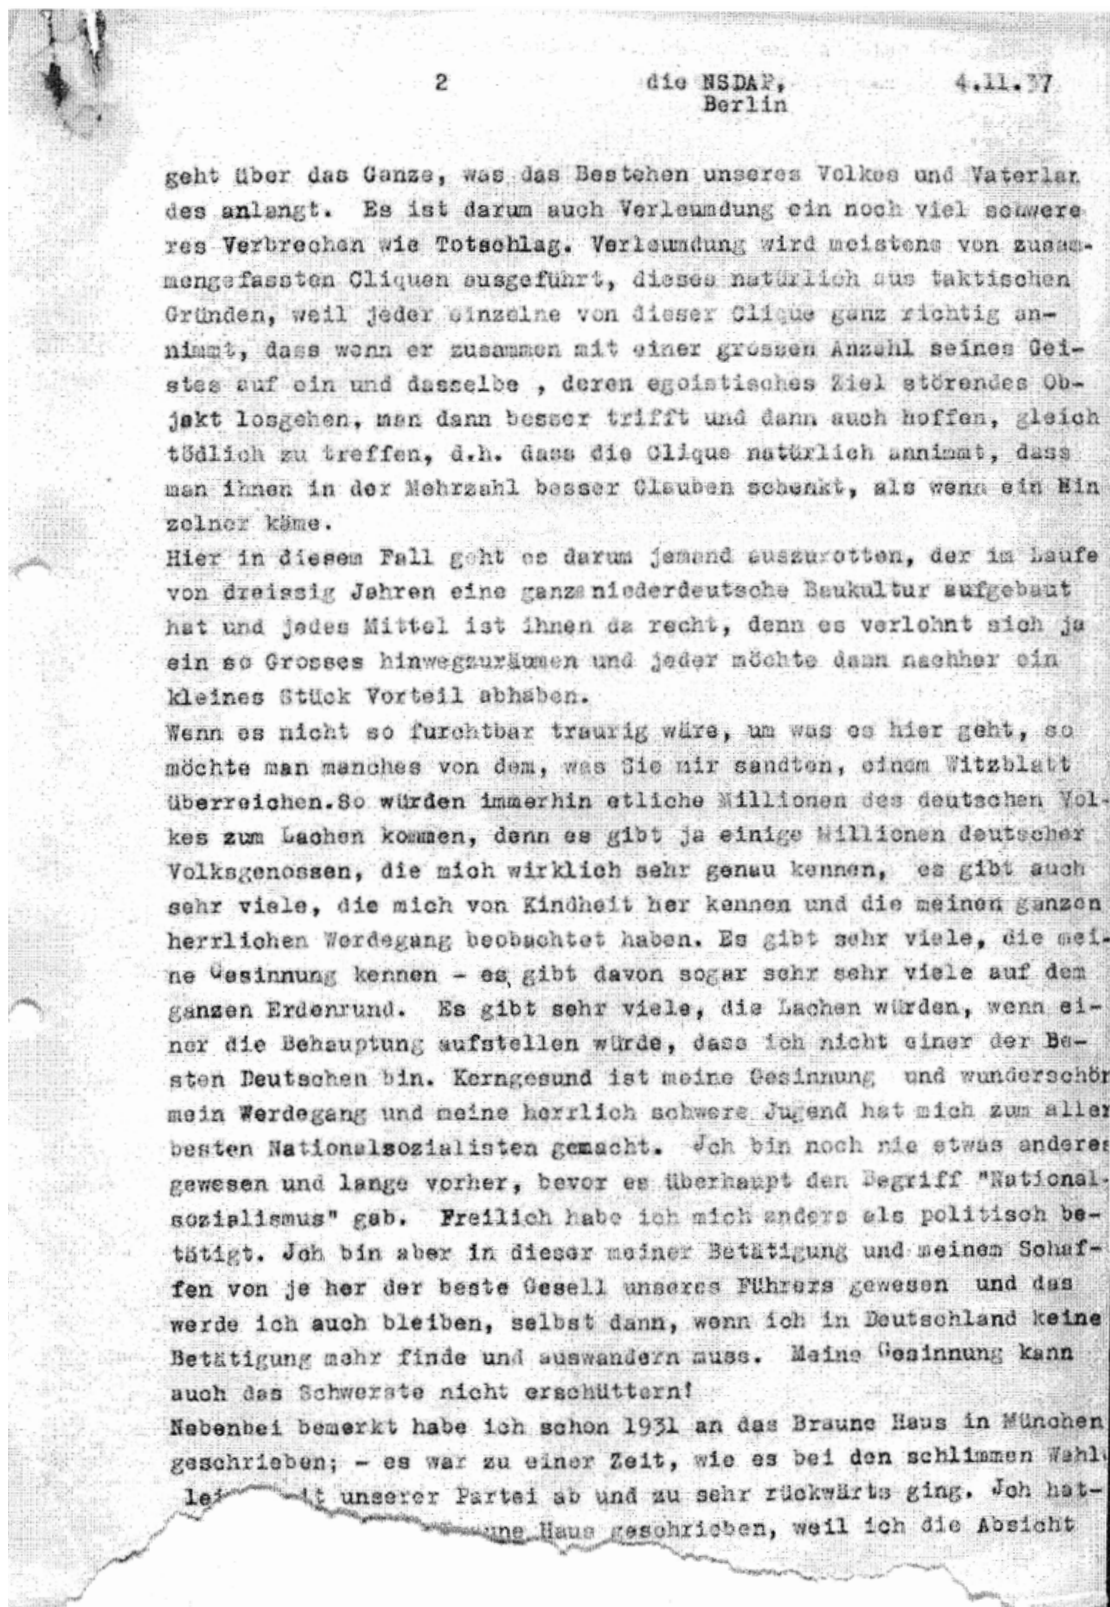 2 die NSDAP, 4.11.37
Berlin
geht über das Ganze, was das Bestehen unseres Volkes und Vaterlan
des anlangt. Es ist darum auch Verleumdung ein noch viel schwere
res Verbrechen wie Totschlag. Verleumdung wird meistens von zusam-
mengefassten Cliquen ausgeführt, dieses natürlich aus taktischen
Gründen, weil jeder einzelne von dieser Clique ganz richtig an-
nimmt, dass wenn er zusammen mit einer grossen Anzahl seines Gei-
stes auf ein und dasselbe , deren egoistisches Ziel störendes Ob-
jekt losgehen, man dann besser trifft und dann auch hoffen, gleich
tödlich zu treffen, d.h. dass die Clique natürlich annimmt, dass
man ihnen in der Mehrzahl besser Glauben schenkt, als wenn ein Ein
zelner käme.
Hier in diesem Fall geht es darum jemand auszurotten, der im Laufe
von dreissig Jahren eine ganze niederdeutsche Baukultur aufgebaut
hat und jedes Mittel ist ihnen da recht, denn es verlohnt sich ja
ein so Grosses hinwegzuräumen und jeder möchte dann nachher ein
kleines Stück Vorteil abhaben.
Wenn es nicht so furchtbar traurig wäre, um was es hier geht, so
möchte man manches von dem, was Sie mir sandten, einem Witzblatt
überreichen.So würden immerhin etliche Millionen des deutschen Vol-
kes zum Lachen kommen, denn es gibt ja einige Millionen deutscher
Volksgenossen, die mich wirklich sehr genau kennen, es gibt auch
sehr viele, die mich von Kindheit her kennen und die meinen ganzen
herrlichen Werdegang beobachtet haben. Es gibt sehr viele, die mei-
ne Gesinnung kennen - es gibt davon sogar sehr sehr viele auf dem
ganzen Erdenrund. Es gibt sehr viele, die Lachen würden, wenn ei-
ner die Behauptung aufstellen würde, dass ich nicht einer der Be-
sten Deutschen bin. Kerngesund ist meine Gesinnung und wunderschön
mein Werdegang und meine herrlich schwere Jugend hat mich zum aller
besten Nationalsozialisten gemacht. Jch bin noch nie etwas anderes
gewesen und lange vorher, bevor es überhaupt den Begriff "National-
sozialismus" gab. Freilich habe ich mich anders als politisch be-
tätigt. Jch bin aber in dieser meiner Betätigung und meinem Schaf-
fen von je her der beste Gesell unseres Führers gewesen und das
werde ich auch bleiben, selbst dann, wenn ich in Deutschland keine
Betätigung mehr finde und auswandern muss. Meine Gesinnung kann
auch das Schwerste nicht erschüttern!
Nebenbei bemerkt habe ich schon 1931 an das Braune Haus in München
geschrieben; - es war zu einer Zeit, wie es bei den schlimmen Wahl
unserer Partei ab und zu sehr rückwärts ging. Jch hat-
Haus geschrieben, weil ich die Absicht